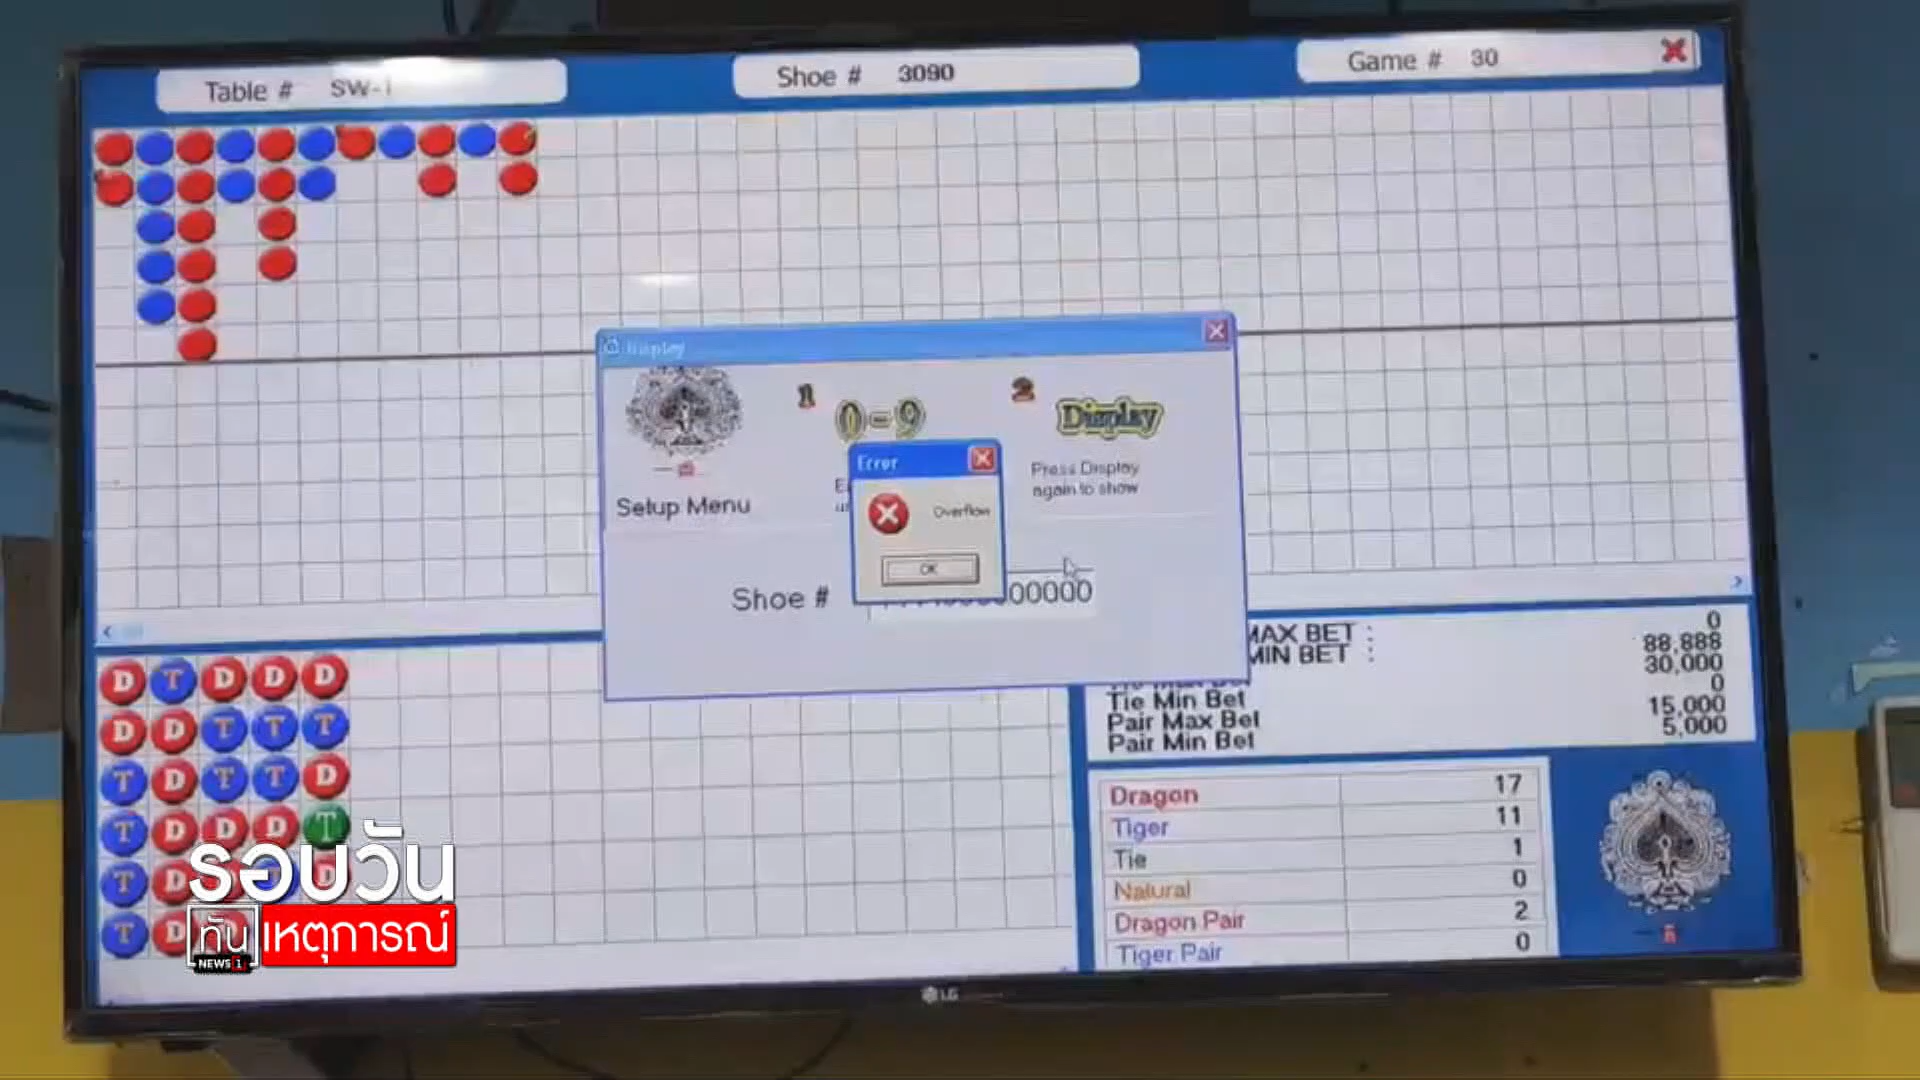 Table # SW-1
Shoe # 3090
Game # 30
Display
1
0-9
2
Display
Press Display
again to show
Setup Menu
Error
Overflow
OK
Shoe #
MAX BET :
MIN BET :
Tie Min Bet
Pair Max Bet
Pair Min Bet
0
88,888
30,000
0
15,000
5,000
D T D D D
D D T T T
T D T T D
T D D D T
T D
T D
Dragon 17
Tiger 11
Tie 1
Natural 0
Dragon Pair 2
Tiger Pair 0
รอบวัน
ทัน เหตุการณ์
NEWS 1
LG